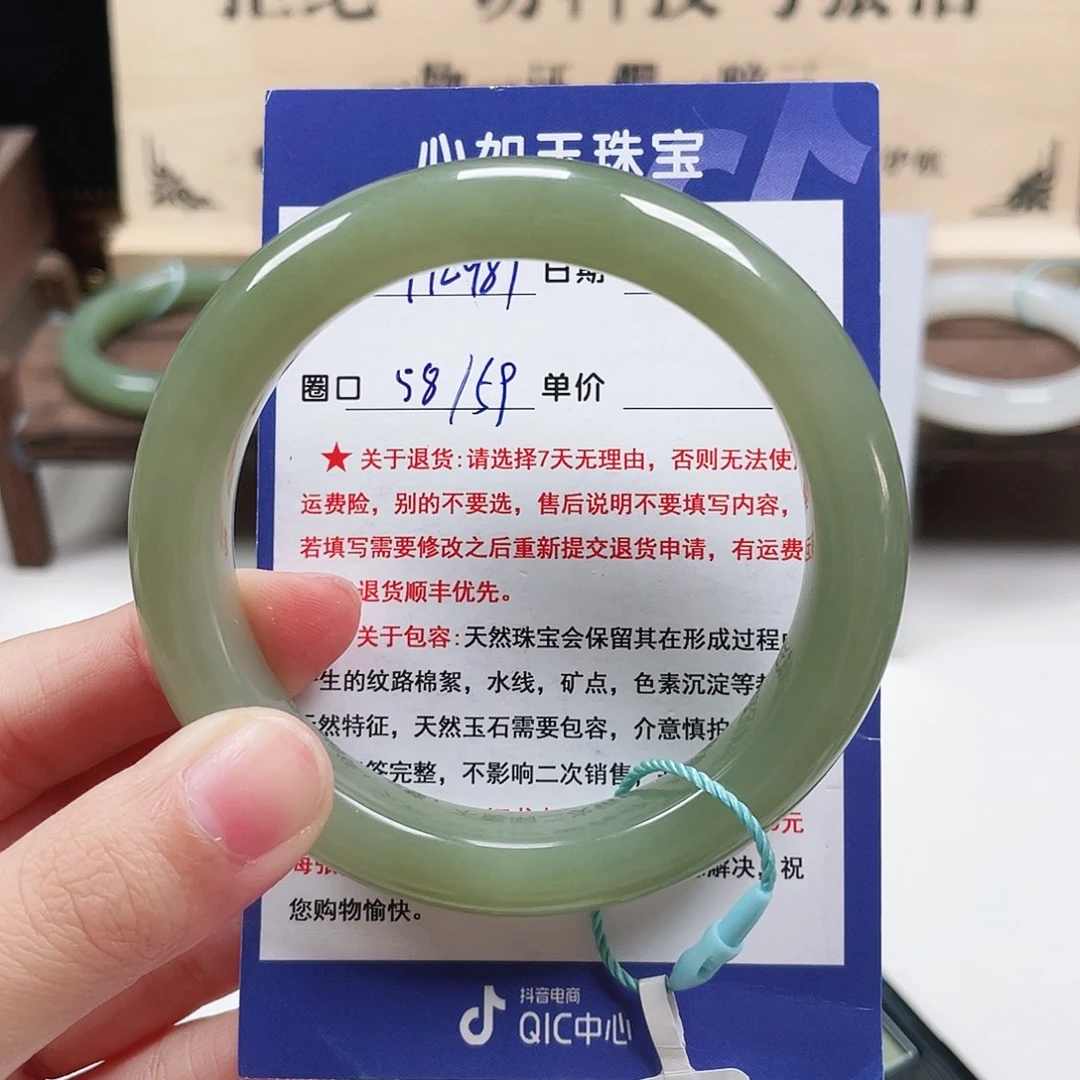 心如玉珠宝
日期
圈口 58/59 单价
★关于退货:请选择7天无理由，否则无法使
运费险，别的不要选，售后说明不要填写内容，
若填写需要修改之后重新提交退货申请，有运费
退货顺丰优先。
关于包容:天然珠宝会保留其在形成过程
生的纹路棉絮，水线，矿点，色素沉淀等
然特征，天然玉石需要包容，介意慎拍
完整，不影响二次销售，
元
解决，祝
您购物愉快。
抖音电商
QIC中心